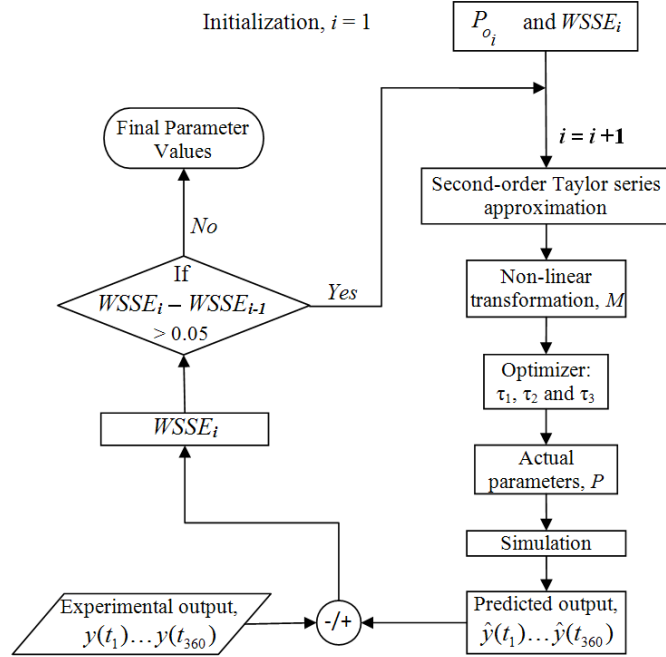 Initialization, i = 1
P_{o_i} and WSSE_i
i = i+1
Second-order Taylor series
approximation
Non-linear
transformation, M
Optimizer:
τ₁, τ₂ and τ₃
Actual
parameters, P
Simulation
Predicted output,
ŷ(t₁)…ŷ(t₃₆₀)
-/+
Experimental output,
y(t₁)…y(t₃₆₀)
WSSE_i
If
WSSE_i – WSSE_{i-1}
> 0.05
Yes
No
Final Parameter
Values